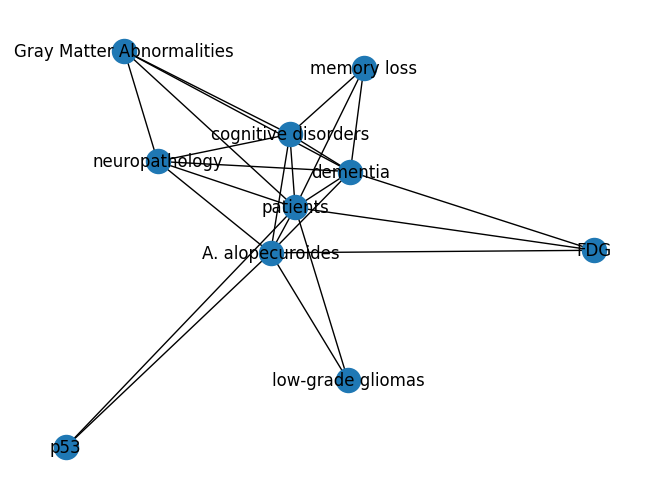 Gray Matter Abnormalities
memory loss
cognitive disorders
neuropathology
dementia
patients
A. alopecuroides
FDG
low-grade gliomas
p53